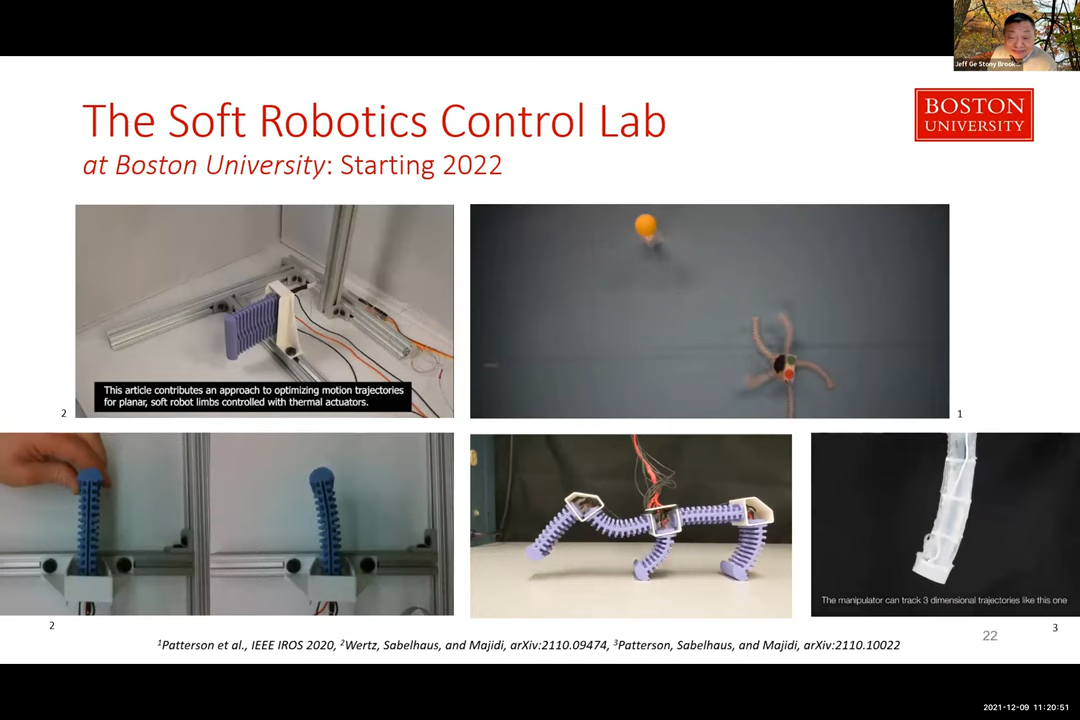 Jeff Ge Stony Brook...
The Soft Robotics Control Lab
BOSTON
UNIVERSITY
at Boston University: Starting 2022
This article contributes an approach to optimizing motion trajectories
for planar, soft robot limbs controlled with thermal actuators.
2
1
The manipulator can track 3 dimensional trajectories like this one
2
3
¹Patterson et al., IEEE IROS 2020, ²Wertz, Sabelhaus, and Majidi, arXiv:2110.09474, ³Patterson, Sabelhaus, and Majidi, arXiv:2110.10022
22
2021-12-09 11:20:51